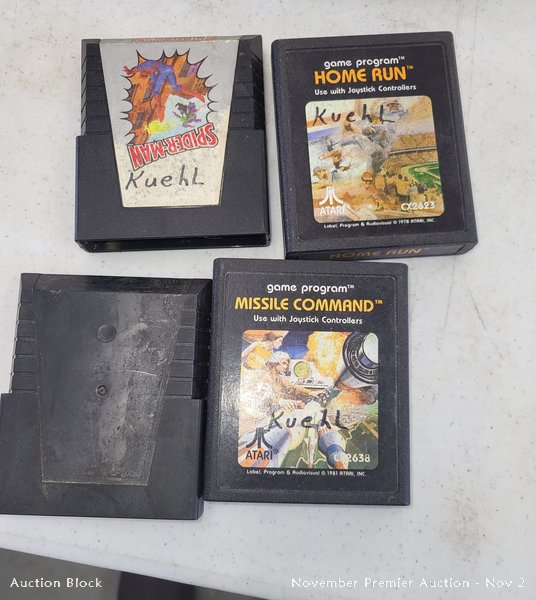 SPIDER-MAN
Kuehl
game program™
HOME RUN™
Use with Joystick Controllers
Kuehl
ATARI®
CX2623
Label, Program & Audiovisual © 1978 ATARI, INC.
HOME RUN™
game program™
MISSILE COMMAND™
Use with Joystick Controllers
Kuehl
ATARI®
CX2638
Label, Program & Audiovisual © 1981 ATARI, INC.
Auction Block
November Premier Auction - Nov 2